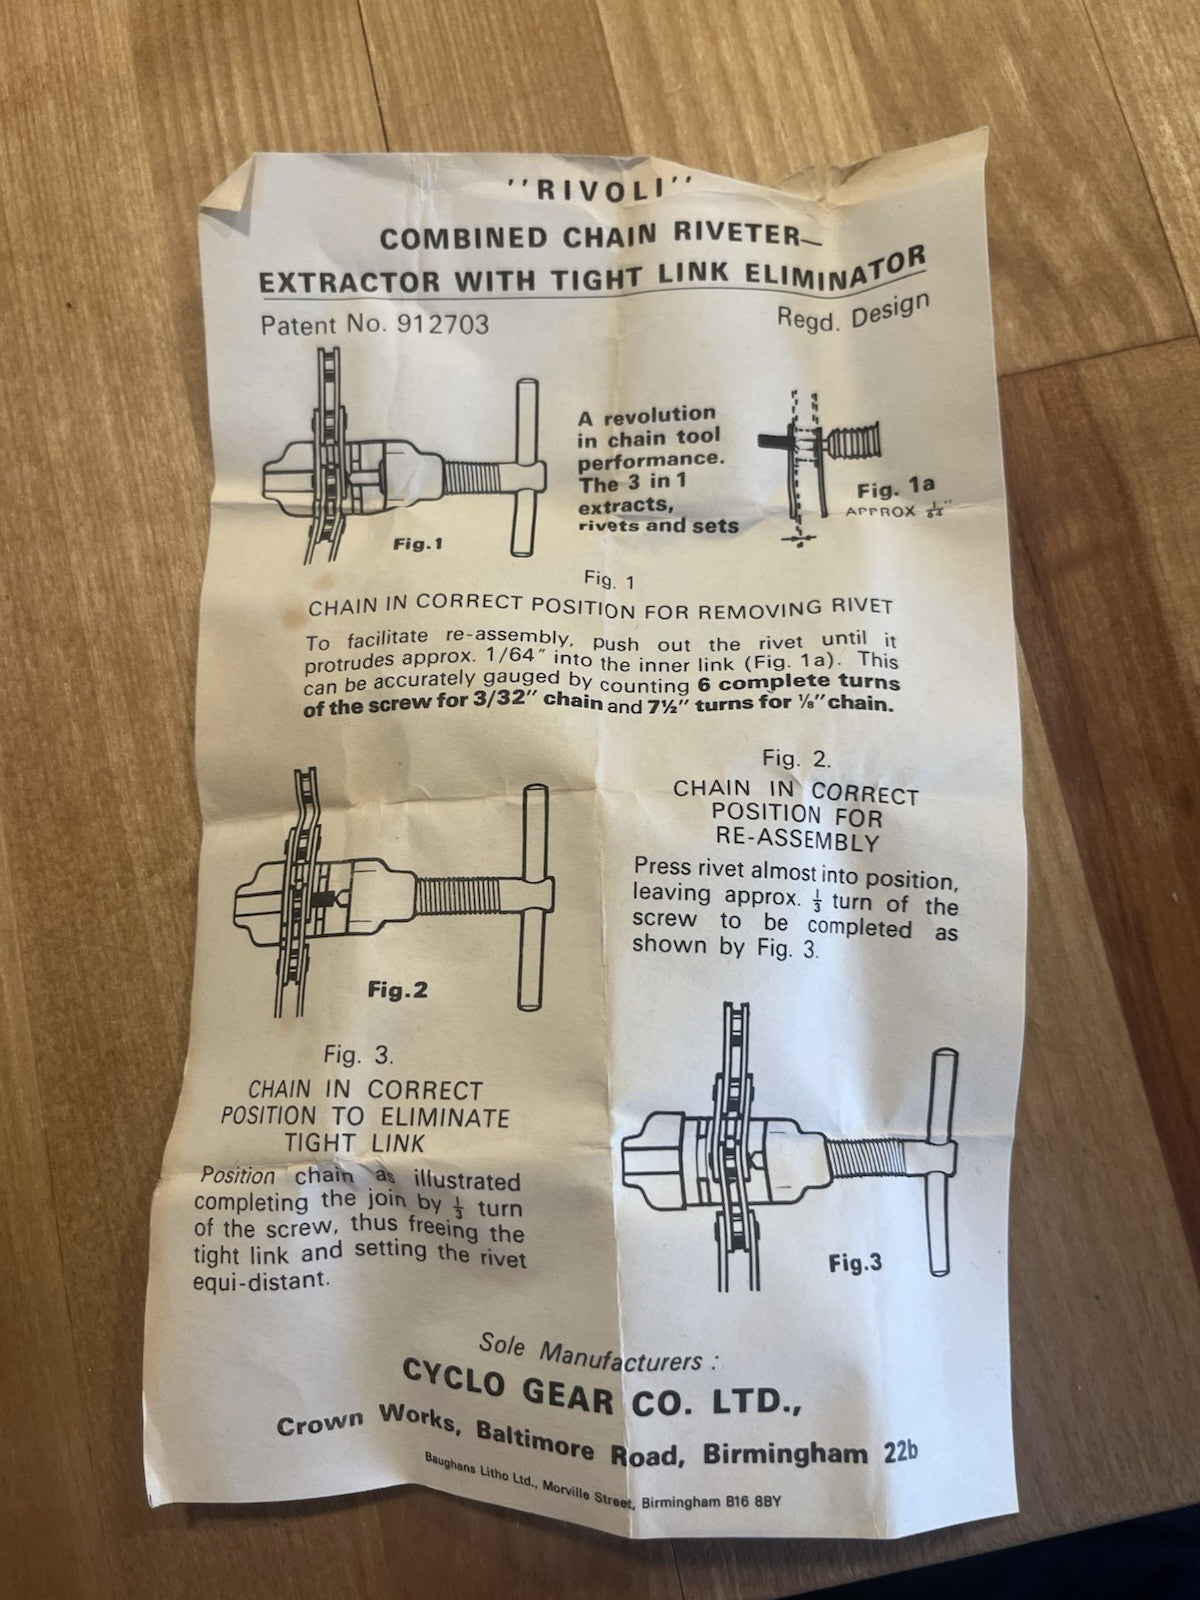 ''RIVOLI''
COMBINED CHAIN RIVETER—
EXTRACTOR WITH TIGHT LINK ELIMINATOR
Patent No. 912703
Regd. Design
A revolution
in chain tool
performance.
The 3 in 1
extracts,
rivets and sets
Fig.1
Fig. 1a
APPROX 1/64"
Fig. 1
CHAIN IN CORRECT POSITION FOR REMOVING RIVET
To facilitate re-assembly, push out the rivet until it
protrudes approx. 1/64" into the inner link (Fig. 1a). This
can be accurately gauged by counting 6 complete turns
of the screw for 3/32" chain and 7½" turns for ⅛" chain.
Fig.2
Fig. 2.
CHAIN IN CORRECT
POSITION FOR
RE-ASSEMBLY
Press rivet almost into position,
leaving approx. ⅓ turn of the
screw to be completed as
shown by Fig. 3.
Fig. 3.
CHAIN IN CORRECT
POSITION TO ELIMINATE
TIGHT LINK
Position chain as illustrated
completing the join by ⅓ turn
of the screw, thus freeing the
tight link and setting the rivet
equi-distant.
Fig.3
Sole Manufacturers :
CYCLO GEAR CO. LTD.,
Crown Works, Baltimore Road, Birmingham 22b
Baughans Litho Ltd., Morville Street, Birmingham B16 8BY